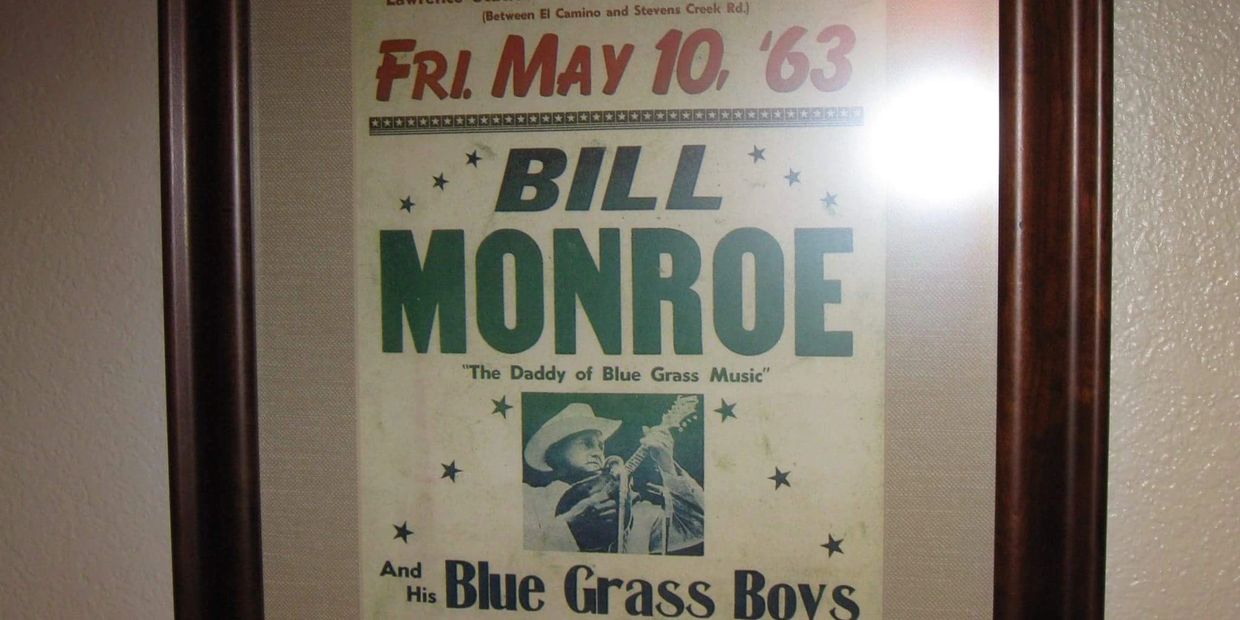 Lawrence
(Between El Camino and Stevens Creek Rd.)
FRI. MAY 10, '63
BILL
MONROE
"The Daddy of Blue Grass Music"
And His Blue Grass Boys